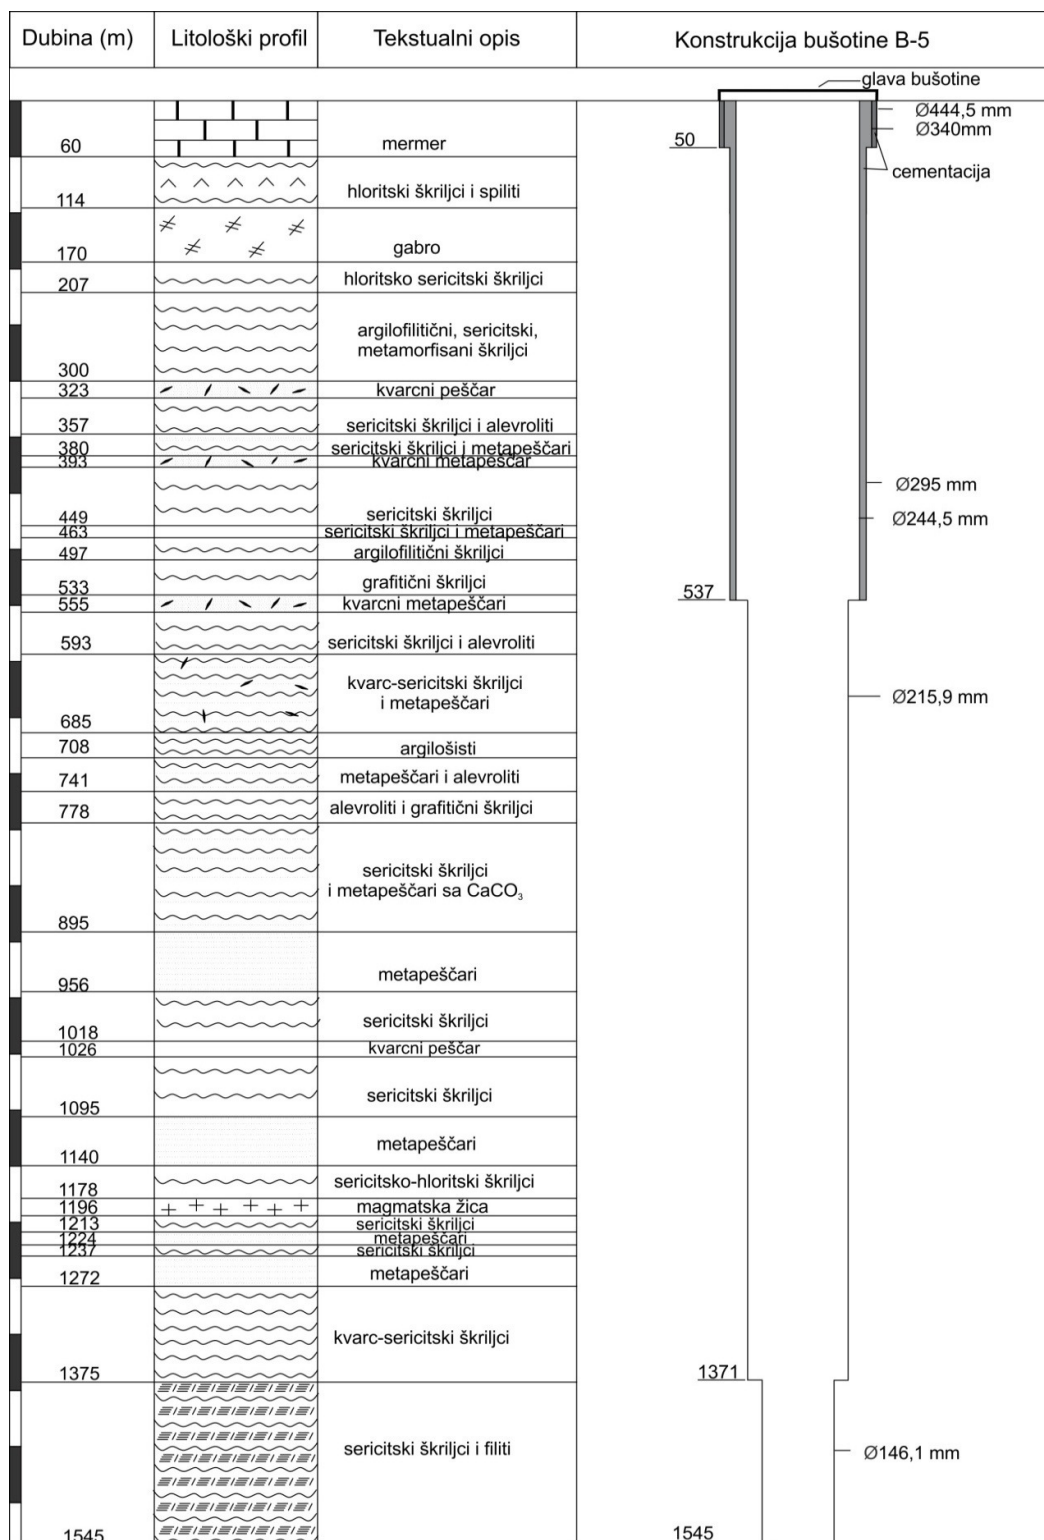 Dubina (m) Litološki profil Tekstualni opis Konstrukcija bušotine B-5
glava bušotine
Ø444,5 mm
Ø340mm
50
cementacija
60 mermer
114 hloritski škriljci i spiliti
170 gabro
207 hloritsko sericitski škriljci
argilofilitični, sericitski,
metamorfisani škriljci
300
323 kvarcni peščar
357 sericitski škriljci i alevroliti
380 sericitski škriljci i metapeščari
393 kvarcni metapeščar
Ø295 mm
449 sericitski škriljci
Ø244,5 mm
463 sericitski škriljci i metapeščari
497 argilofilitični škriljci
533 grafitični škriljci
537
555 kvarcni metapeščari
593 sericitski škriljci i alevroliti
kvarc-sericitski škriljci
i metapeščari
Ø215,9 mm
685
708 argilošisti
741 metapeščari i alevroliti
778 alevroliti i grafitični škriljci
sericitski škriljci
i metapeščari sa CaCO₃
895
956 metapeščari
1018 sericitski škriljci
1026 kvarcni peščar
1095 sericitski škriljci
1140 metapeščari
1178 sericitsko-hloritski škriljci
1196 magmatska žica
1213 sericitski škriljci
1224 metapeščari
1237 sericitski škriljci
1272 metapeščari
kvarc-sericitski škriljci
1375 1371
sericitski škriljci i filiti Ø146,1 mm
1545 1545